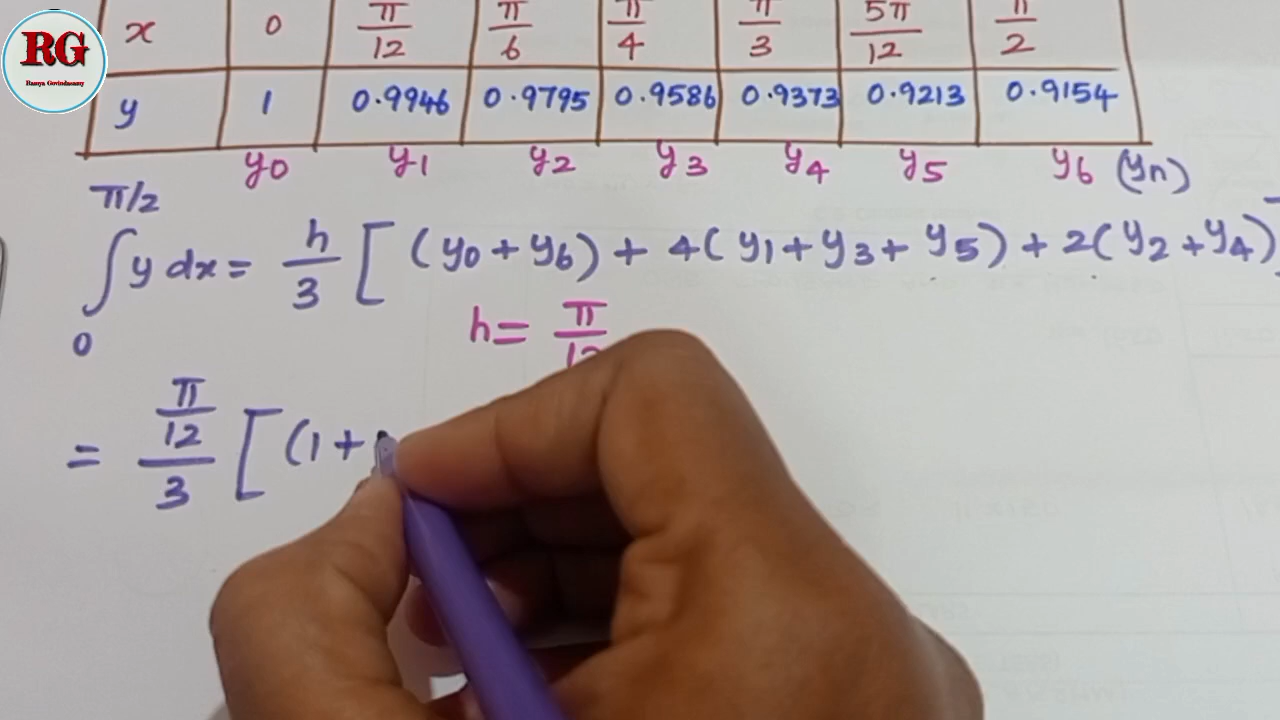 RG
Ramya Govindasamy
x 0 π/12 π/6 π/4 π/3 5π/12 π/2
y 1 0.9946 0.9795 0.9586 0.9373 0.9213 0.9154
y0 y1 y2 y3 y4 y5 y6 (yn)
π/2
∫ y dx = h/3 [ (y0 + y6) + 4(y1 + y3 + y5) + 2(y2 + y4) ]
0
h = π/12
= π/12/3 [ (1 +